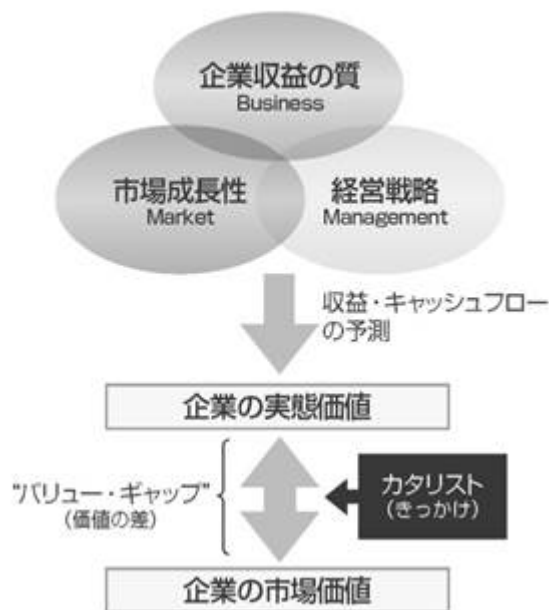 企業収益の質
Business
市場成長性
Market
経営戦略
Management
収益・キャッシュフロー
の予測
企業の実態価値
"バリュー・ギャップ"
(価値の差)
カタリスト
(きっかけ)
企業の市場価値